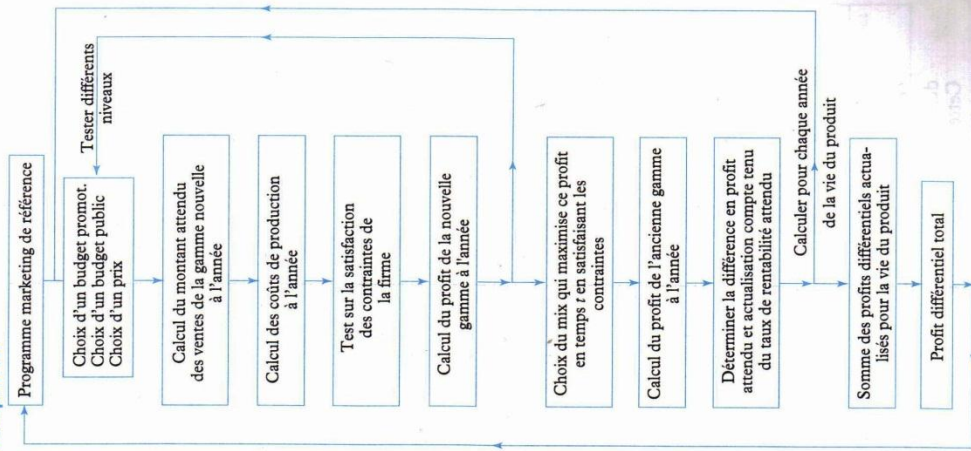 Programme marketing de référence
Tester différents
niveaux
Choix d'un budget promot.
Choix d'un budget public
Choix d'un prix
Calcul du montant attendu
des ventes de la gamme nouvelle
à l'année
Calcul des coûts de production
à l'année
Test sur la satisfaction
des contraintes de
la firme
Calcul du profit de la nouvelle
gamme à l'année
Choix du mix qui maximise ce profit
en temps t en satisfaisant les
contraintes
Calcul du profit de l'ancienne gamme
à l'année
Déterminer la différence en profit
attendu et actualisation compte tenu
du taux de rentabilité attendu
Calculer pour chaque année
de la vie du produit
Somme des profits différentiels actua-
lisés pour la vie du produit
Profit différentiel total